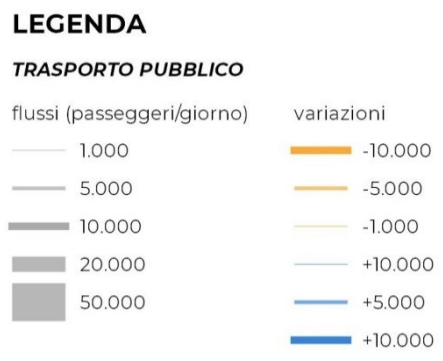 LEGENDA
TRASPORTO PUBBLICO
flussi (passeggeri/giorno) variazioni
1.000 -10.000
5.000 -5.000
10.000 -1.000
20.000 +10.000
50.000 +5.000
+10.000